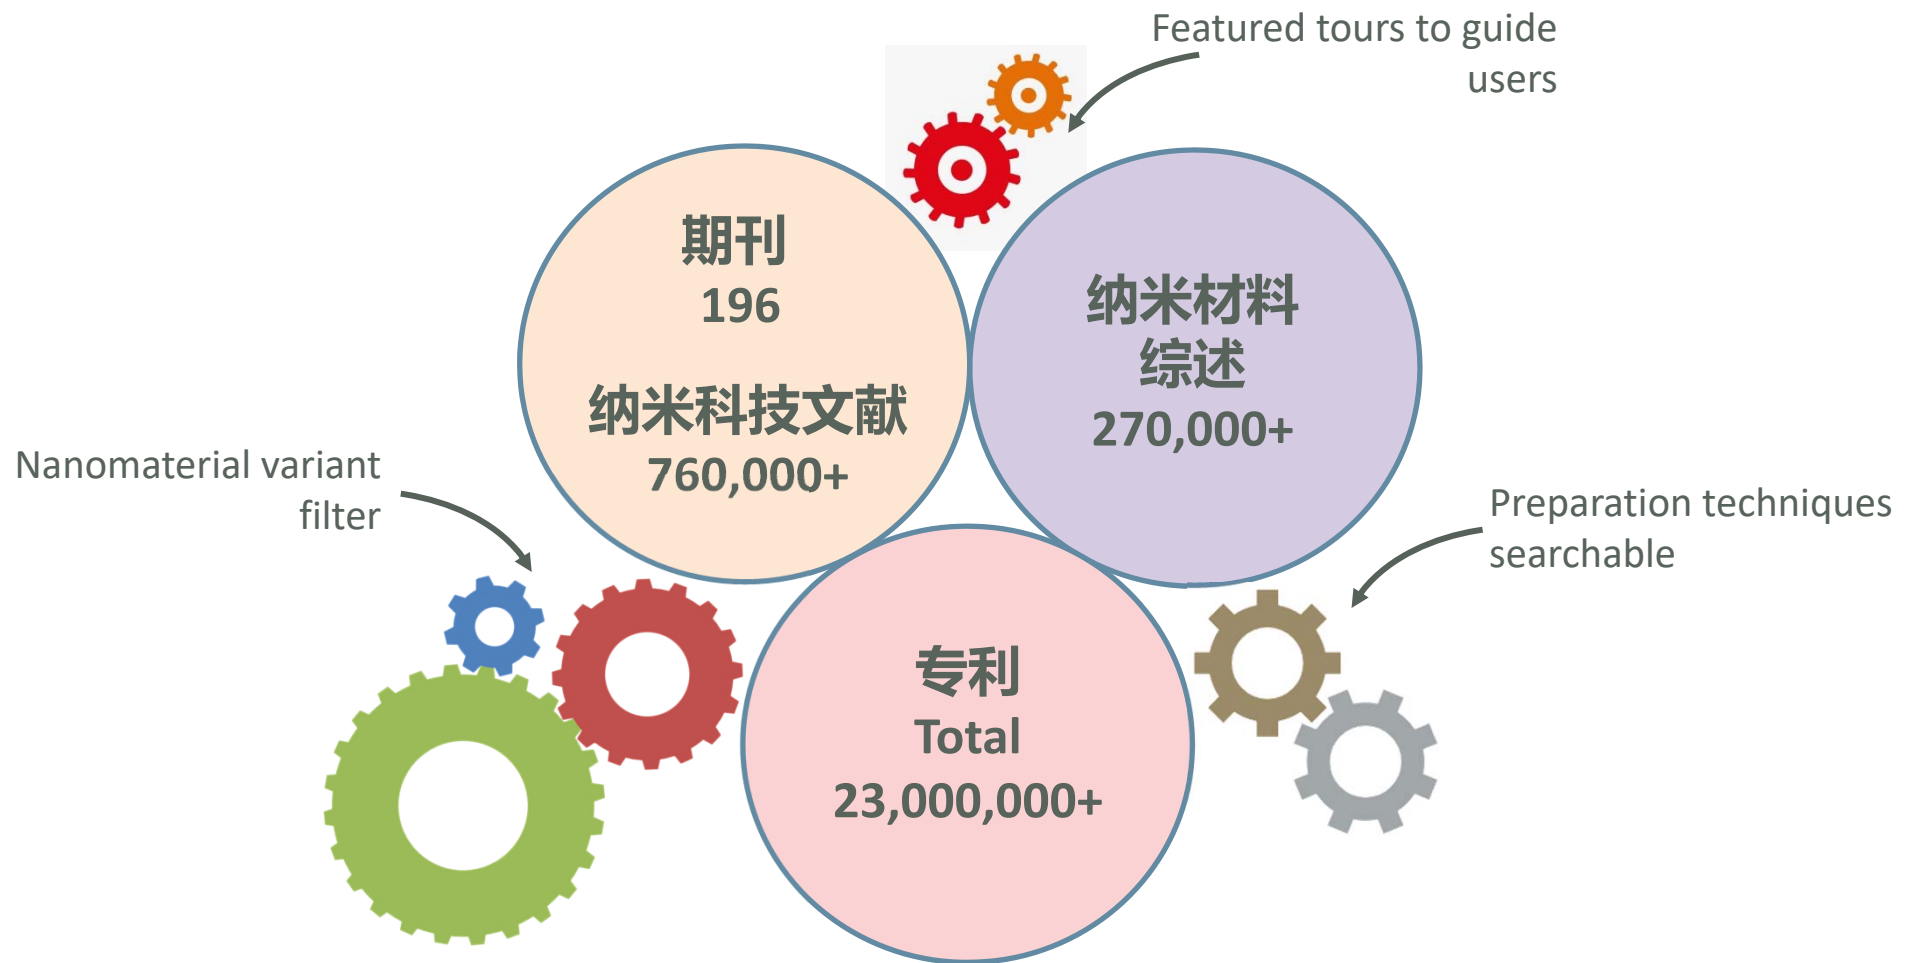 Featured tours to guide
users
期刊
196
纳米科技文献
760,000+
纳米材料
综述
270,000+
Nanomaterial variant
filter
Preparation techniques
searchable
专利
Total
23,000,000+